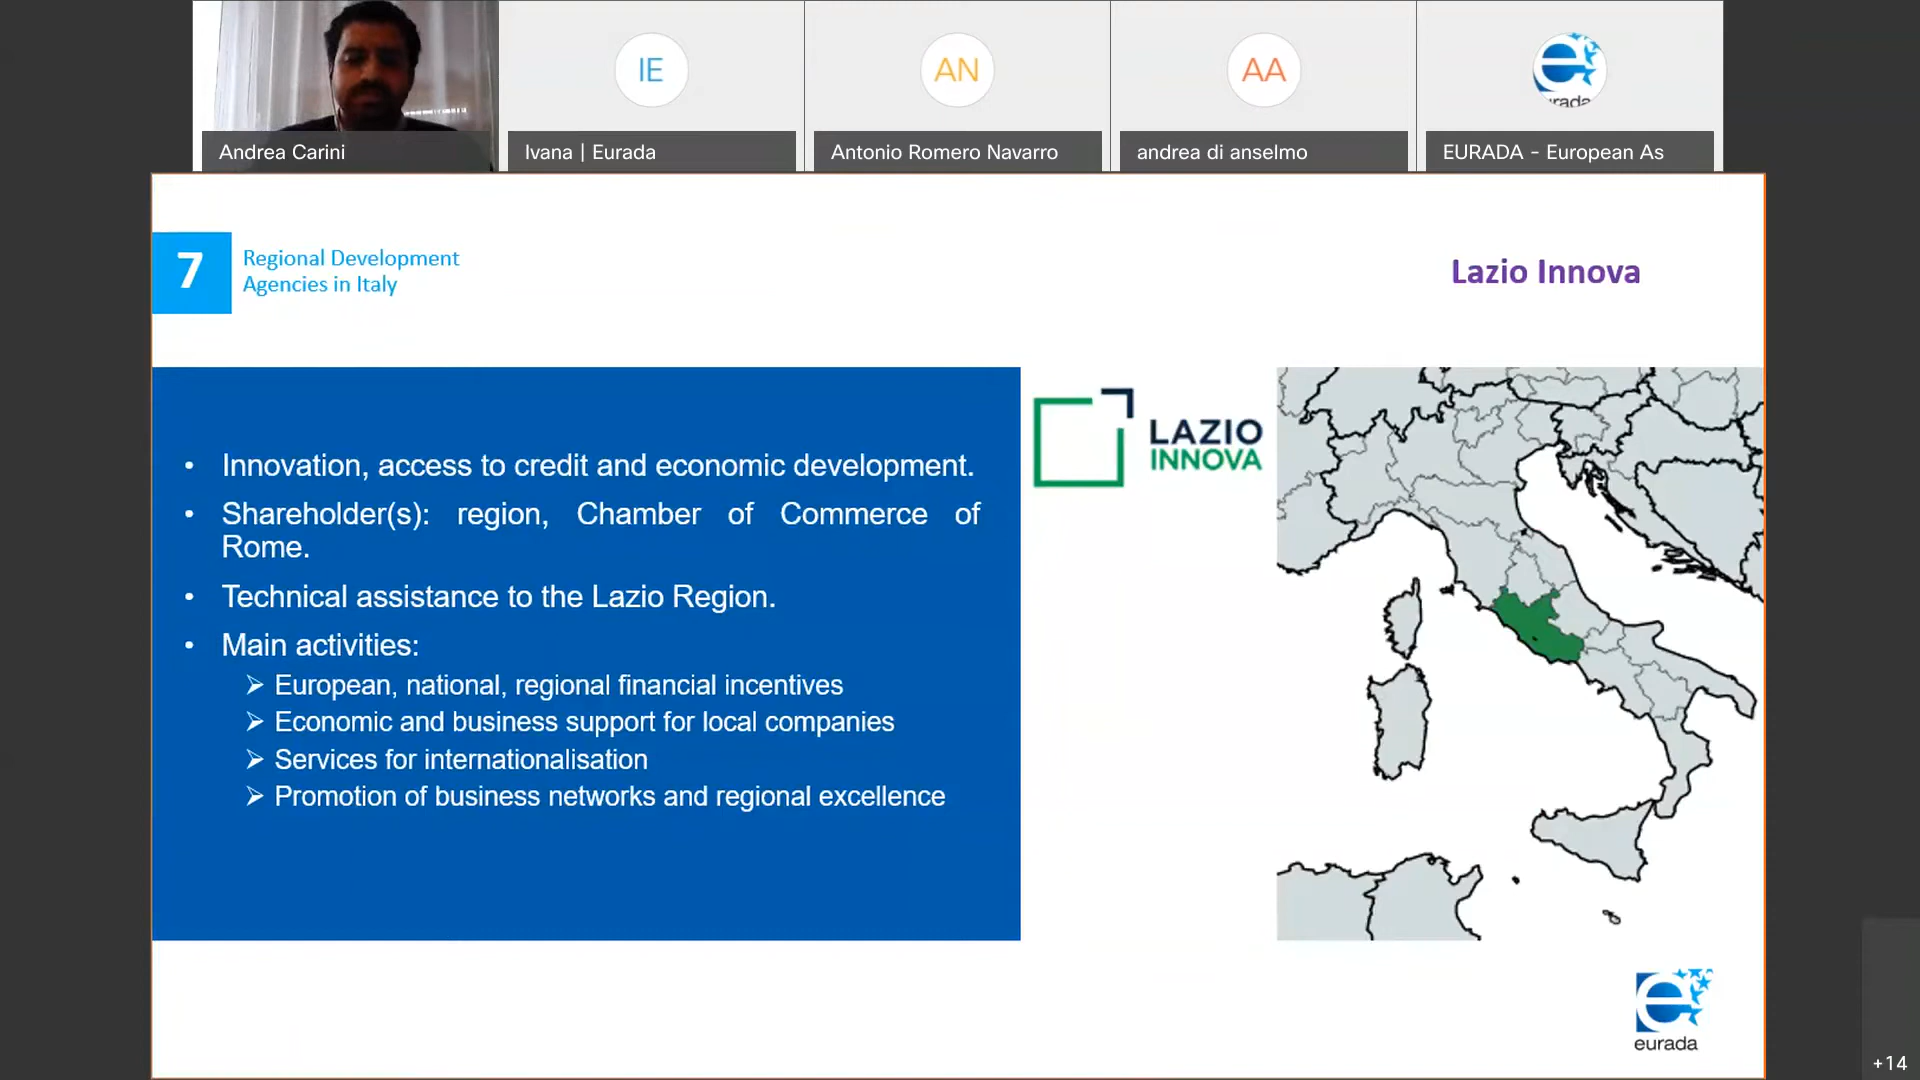 IE
AN
AA
e
urada
Andrea Carini
Ivana | Eurada
Antonio Romero Navarro
andrea di anselmo
EURADA - European As
7
Regional Development
Agencies in Italy
Lazio Innova
LAZIO
INNOVA
• Innovation, access to credit and economic development.
• Shareholder(s): region, Chamber of Commerce of
Rome.
• Technical assistance to the Lazio Region.
• Main activities:
➢ European, national, regional financial incentives
➢ Economic and business support for local companies
➢ Services for internationalisation
➢ Promotion of business networks and regional excellence
e
eurada
+14